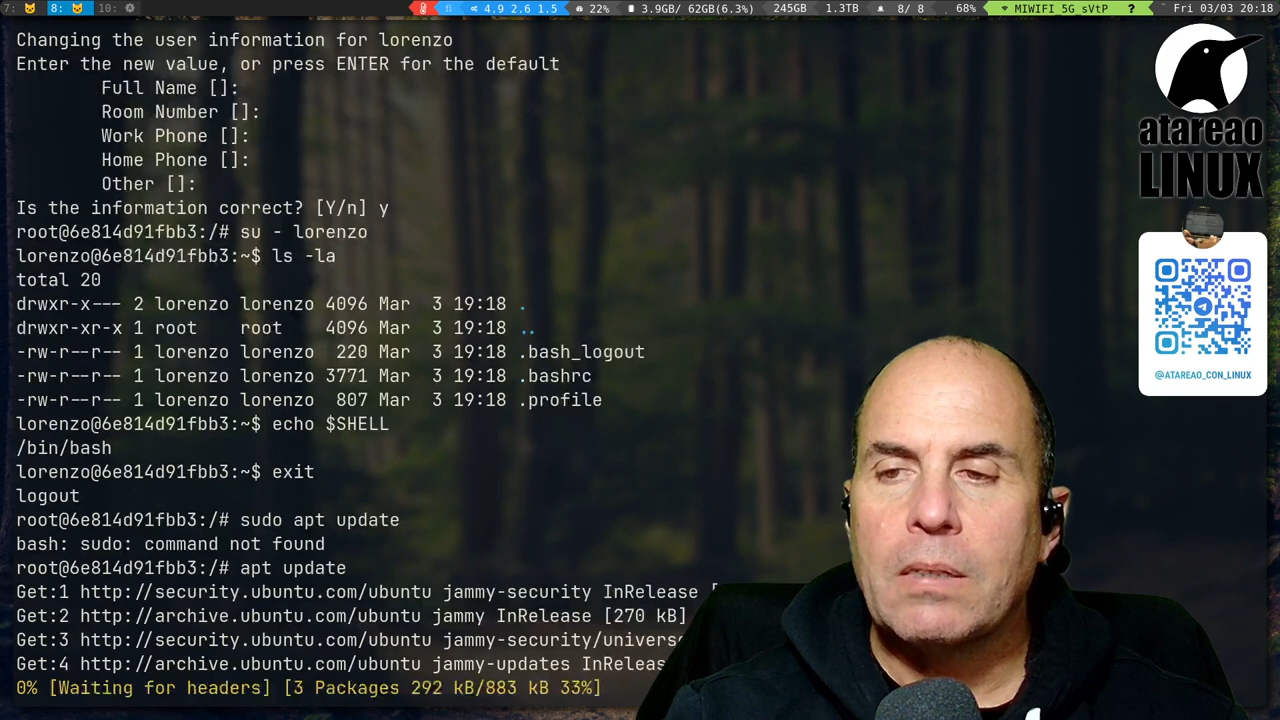 7: 8: 10: 4.9 2.6 1.5 22% 3.9GB/ 62GB(6.3%) 245GB 1.3TB 8/ 8 68% MIWIFI 5G sVtP ? Fri 03/03 20:18
Changing the user information for lorenzo
Enter the new value, or press ENTER for the default
Full Name []:
Room Number []:
Work Phone []:
Home Phone []:
Other []:
Is the information correct? [Y/n] y
root@6e814d91fbb3:/# su - lorenzo
lorenzo@6e814d91fbb3:~$ ls -la
total 20
drwxr-x--- 2 lorenzo lorenzo 4096 Mar  3 19:18 .
drwxr-xr-x 1 root    root    4096 Mar  3 19:18 ..
-rw-r--r-- 1 lorenzo lorenzo  220 Mar  3 19:18 .bash_logout
-rw-r--r-- 1 lorenzo lorenzo 3771 Mar  3 19:18 .bashrc
-rw-r--r-- 1 lorenzo lorenzo  807 Mar  3 19:18 .profile
lorenzo@6e814d91fbb3:~$ echo $SHELL
/bin/bash
lorenzo@6e814d91fbb3:~$ exit
logout
root@6e814d91fbb3:/# sudo apt update
bash: sudo: command not found
root@6e814d91fbb3:/# apt update
Get:1 http://security.ubuntu.com/ubuntu jammy-security InRelease [
Get:2 http://archive.ubuntu.com/ubuntu jammy InRelease [270 kB]
Get:3 http://security.ubuntu.com/ubuntu jammy-security/univers
Get:4 http://archive.ubuntu.com/ubuntu jammy-updates InReleas
0% [Waiting for headers] [3 Packages 292 kB/883 kB 33%]
atareao
LINUX
@ATAREAO_CON_LINUX